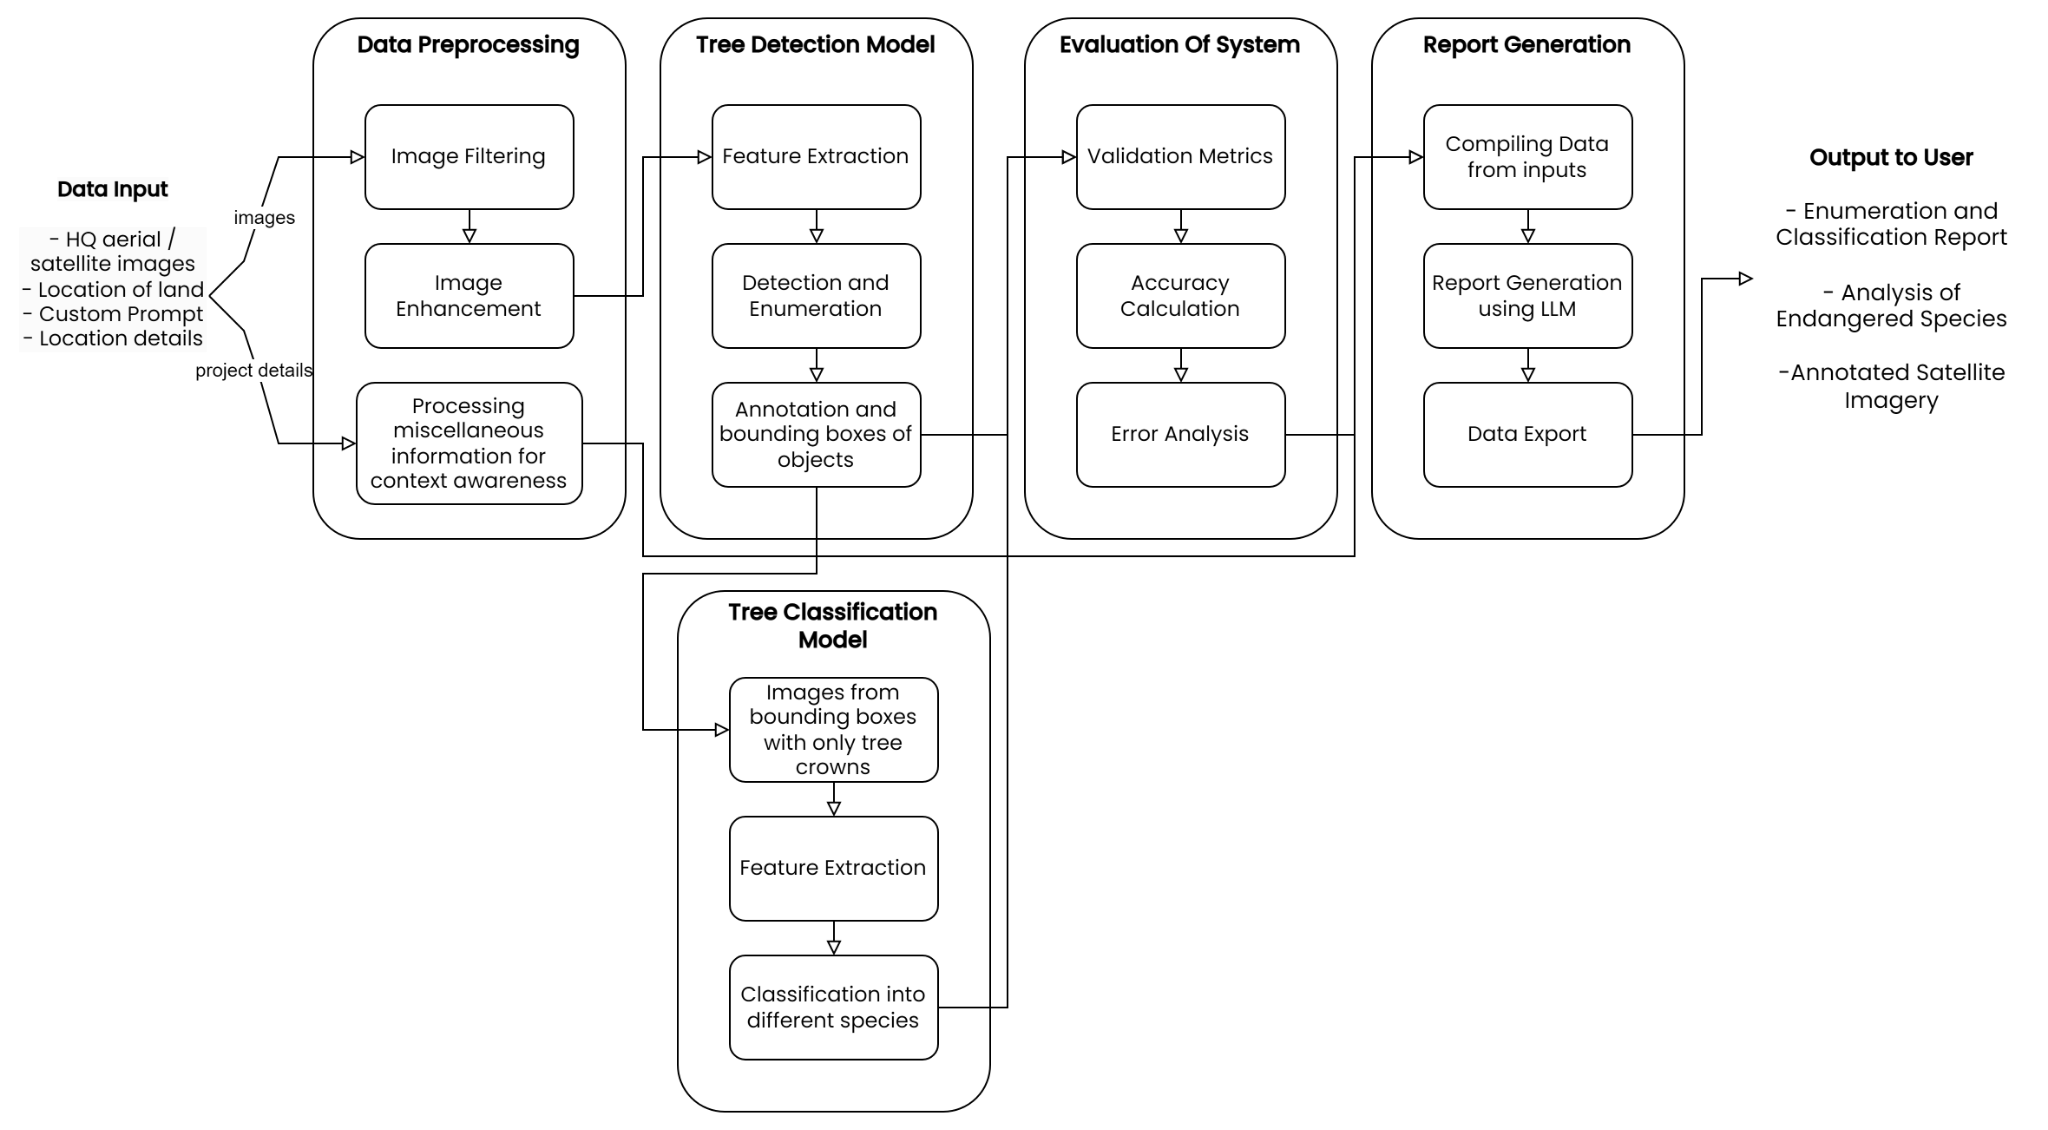 Data Input
- HQ aerial /
satellite images
- Location of land
- Custom Prompt
- Location details
images
project details
Data Preprocessing
Image Filtering
Image
Enhancement
Processing
miscellaneous
information for
context awareness
Tree Detection Model
Feature Extraction
Detection and
Enumeration
Annotation and
bounding boxes of
objects
Tree Classification
Model
Images from
bounding boxes
with only tree
crowns
Feature Extraction
Classification into
different species
Evaluation Of System
Validation Metrics
Accuracy
Calculation
Error Analysis
Report Generation
Compiling Data
from inputs
Report Generation
using LLM
Data Export
Output to User
- Enumeration and
Classification Report
- Analysis of
Endangered Species
-Annotated Satellite
Imagery